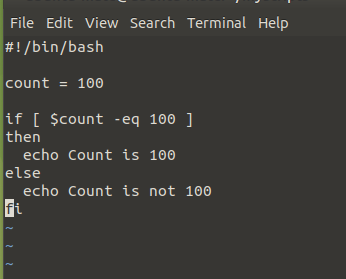 File Edit View Search Terminal Help
#!/bin/bash
count = 100
if [ $count -eq 100 ]
then
  echo Count is 100
else
  echo Count is not 100
fi
~
~
~